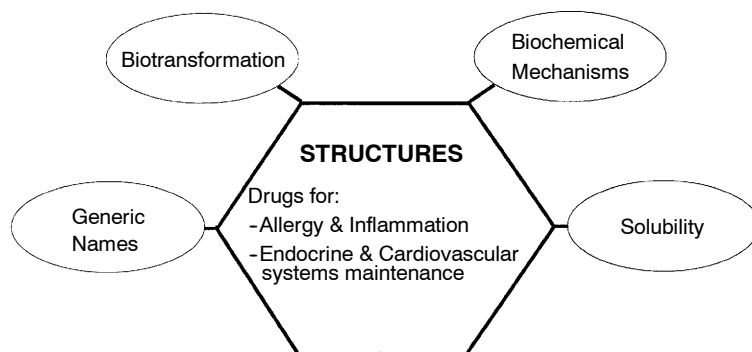 Biotransformation
Biochemical
Mechanisms
STRUCTURES
Drugs for:
-Allergy & Inflammation
-Endocrine & Cardiovascular
systems maintenance
Generic
Names
Solubility